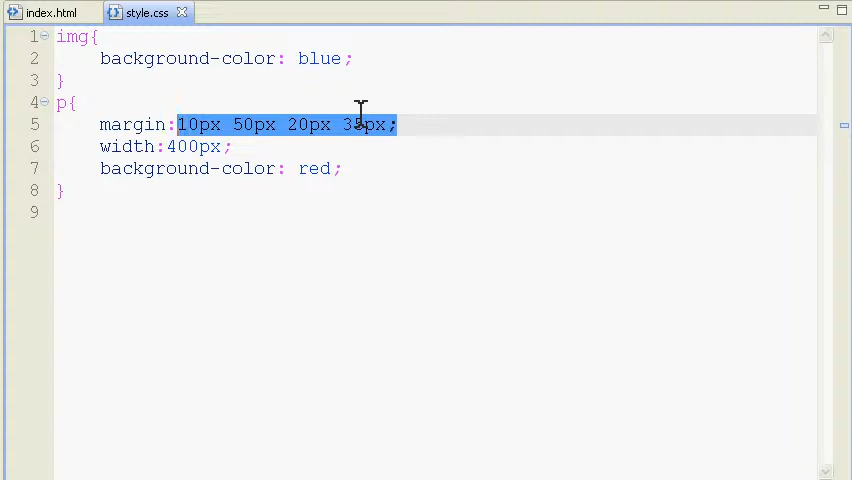 index.html style.css
1 img{
2 background-color: blue;
3 }
4 p{
5 margin:10px 50px 20px 35px;
6 width:400px;
7 background-color: red;
8 }
9